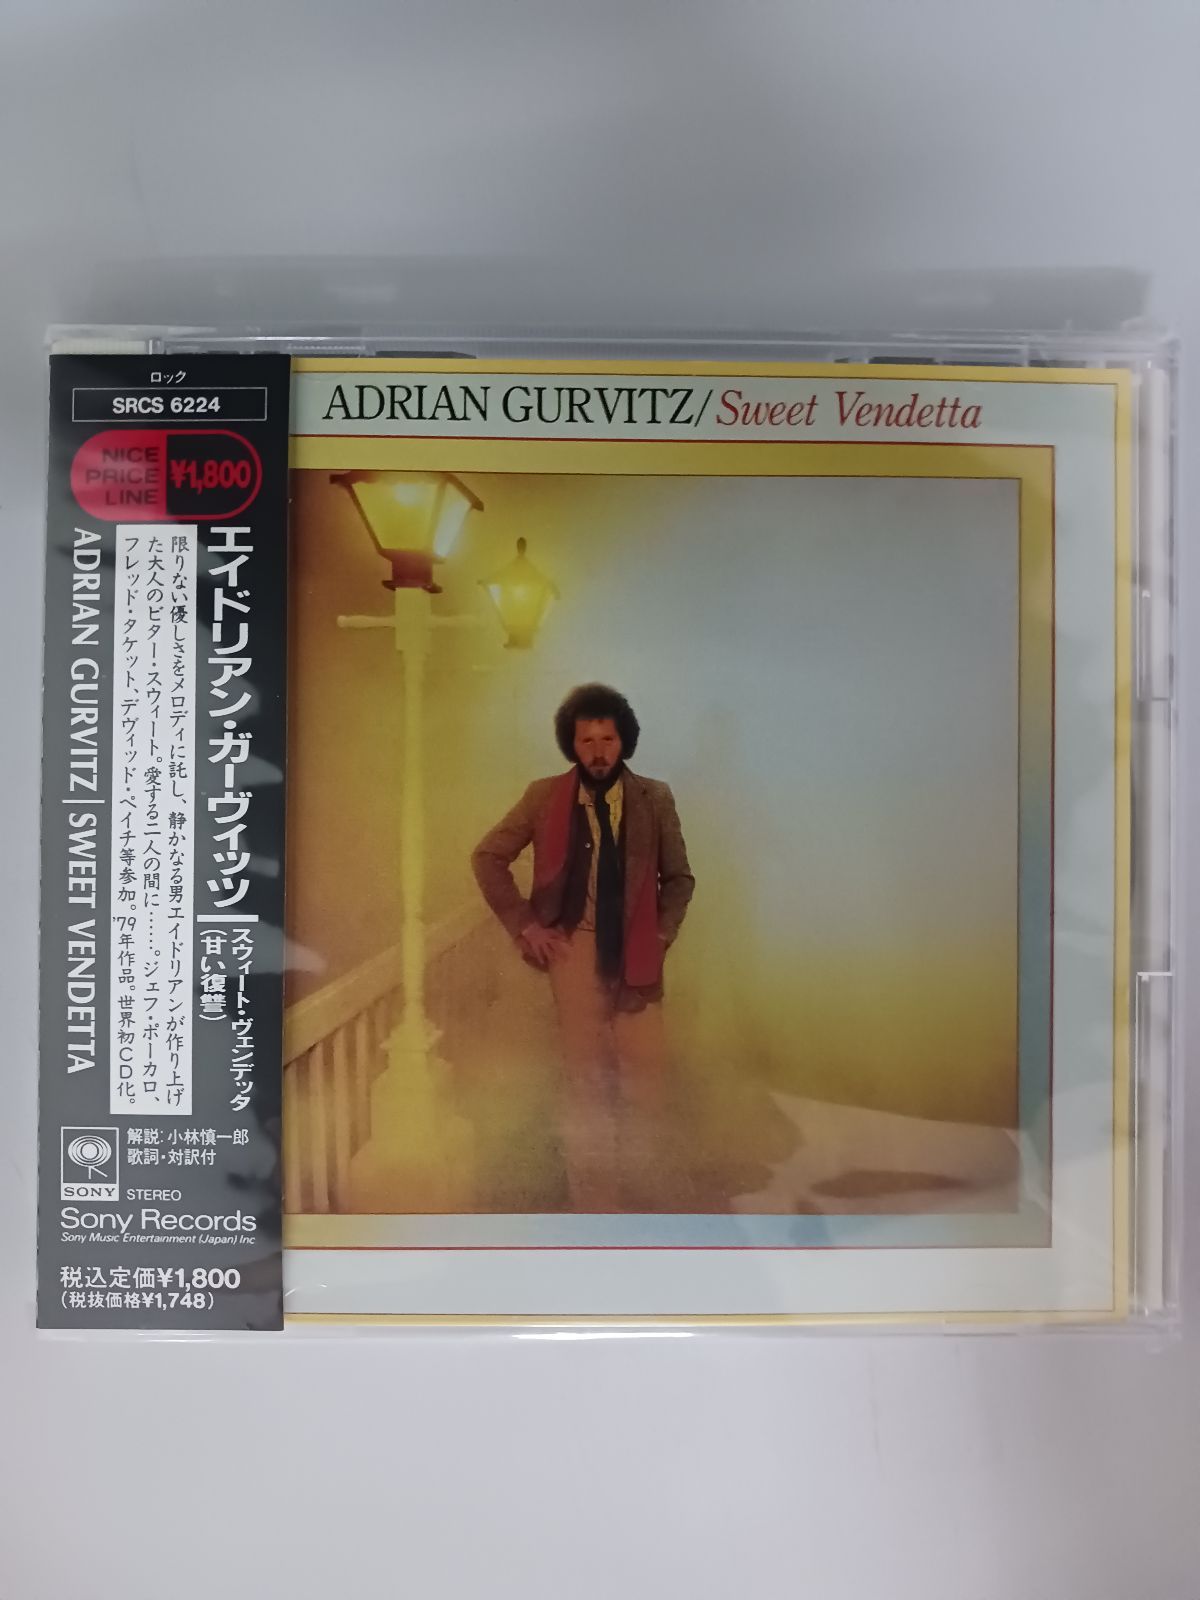 ロック
SRCS 6224
NICE
PRICE
LINE
¥1,800
エイドリアン・ガーヴィッツ
スウィート・ヴェンデッタ
(甘い復讐)
限りない優しさをメロディに託し、静かなる男エイドリアンが作り上げ
た大人のビター・スウィート。愛する二人の間に……。ジェフ・ポーカロ、
フレッド・タケット、デヴィッド・ペイチ等参加。'79年作品。世界初CD化。
ADRIAN GURVITZ | SWEET VENDETTA
解説:小林慎一郎
歌詞・対訳付
SONY
STEREO
Sony Records
Sony Music Entertainment (Japan) Inc
税込定価¥1,800
(税抜価格¥1,748)
ADRIAN GURVITZ/Sweet Vendetta